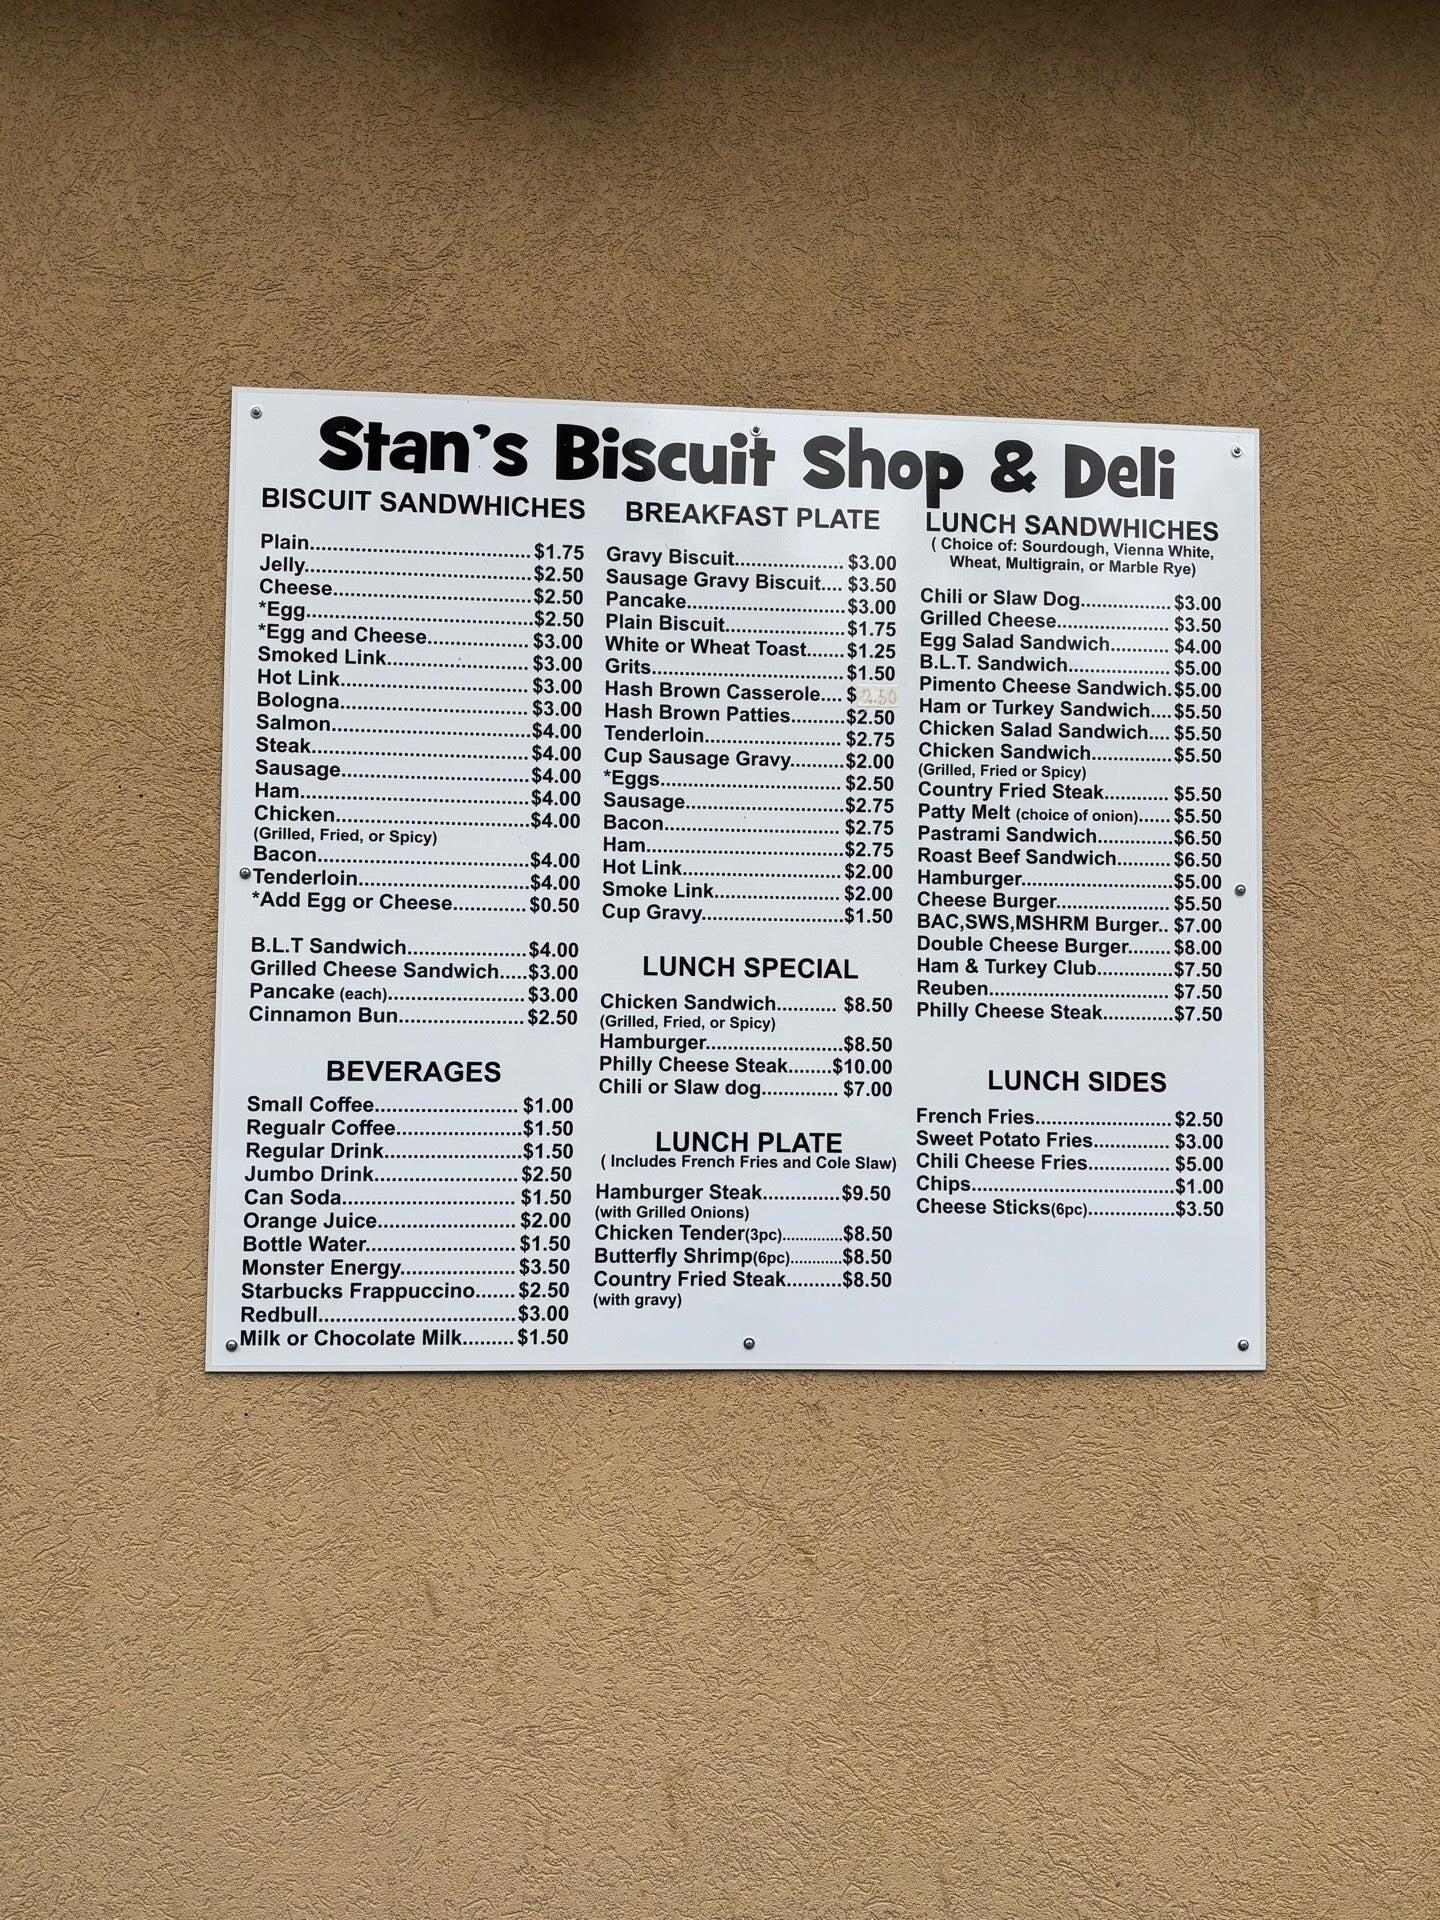 Stan's Biscuit Shop & Deli
BISCUIT SANDWHICHES
Plain.......................................$1.75
Jelly........................................$2.50
Cheese...................................$2.50
*Egg........................................$2.50
*Egg and Cheese..................$3.00
Smoked Link.........................$3.00
Hot Link.................................$3.00
Bologna.................................$3.00
Salmon...................................$4.00
Steak.......................................$4.00
Sausage.................................$4.00
Ham........................................$4.00
Chicken..................................$4.00
(Grilled, Fried, or Spicy)
Bacon.....................................$4.00
Tenderloin..............................$4.00
*Add Egg or Cheese.............$0.50
B.L.T Sandwich.....................$4.00
Grilled Cheese Sandwich.....$3.00
Pancake (each)........................$3.00
Cinnamon Bun......................$2.50
BEVERAGES
Small Coffee......................... $1.00
Regualr Coffee......................$1.50
Regular Drink........................$1.50
Jumbo Drink.........................$2.50
Can Soda..............................$1.50
Orange Juice........................ $2.00
Bottle Water.......................... $1.50
Monster Energy.................... $3.50
Starbucks Frappuccino....... $2.50
Redbull..................................$3.00
Milk or Chocolate Milk.........$1.50
BREAKFAST PLATE
Gravy Biscuit................... $3.00
Sausage Gravy Biscuit.... $3.50
Pancake............................$3.00
Plain Biscuit.....................$1.75
White or Wheat Toast......$1.25
Grits..................................$1.50
Hash Brown Casserole.... $2.50
Hash Brown Patties.........$2.50
Tenderloin........................ $2.75
Cup Sausage Gravy.........$2.00
*Eggs................................ $2.50
Sausage............................$2.75
Bacon............................... $2.75
Ham...................................$2.75
Hot Link............................$2.00
Smoke Link...................... $2.00
Cup Gravy.........................$1.50
LUNCH SPECIAL
Chicken Sandwich........... $8.50
(Grilled, Fried, or Spicy)
Hamburger........................$8.50
Philly Cheese Steak........$10.00
Chili or Slaw dog............. $7.00
LUNCH PLATE
( Includes French Fries and Cole Slaw)
Hamburger Steak.............$9.50
(with Grilled Onions)
Chicken Tender(3pc).............$8.50
Butterfly Shrimp(6pc)...........$8.50
Country Fried Steak.........$8.50
(with gravy)
LUNCH SANDWHICHES
( Choice of: Sourdough, Vienna White,
Wheat, Multigrain, or Marble Rye)
Chili or Slaw Dog................ $3.00
Grilled Cheese.................... $3.50
Egg Salad Sandwich.......... $4.00
B.L.T. Sandwich.................. $5.00
Pimento Cheese Sandwich.$5.00
Ham or Turkey Sandwich....$5.50
Chicken Salad Sandwich.... $5.50
Chicken Sandwich..............$5.50
(Grilled, Fried or Spicy)
Country Fried Steak........... $5.50
Patty Melt (choice of onion)...... $5.50
Pastrami Sandwich............. $6.50
Roast Beef Sandwich......... $6.50
Hamburger...........................$5.00
Cheese Burger.................... $5.50
BAC,SWS,MSHRM Burger.. $7.00
Double Cheese Burger....... $8.00
Ham & Turkey Club.............$7.50
Reuben................................ $7.50
Philly Cheese Steak............$7.50
LUNCH SIDES
French Fries........................ $2.50
Sweet Potato Fries............. $3.00
Chili Cheese Fries.............. $5.00
Chips....................................$1.00
Cheese Sticks(6pc)...............$3.50